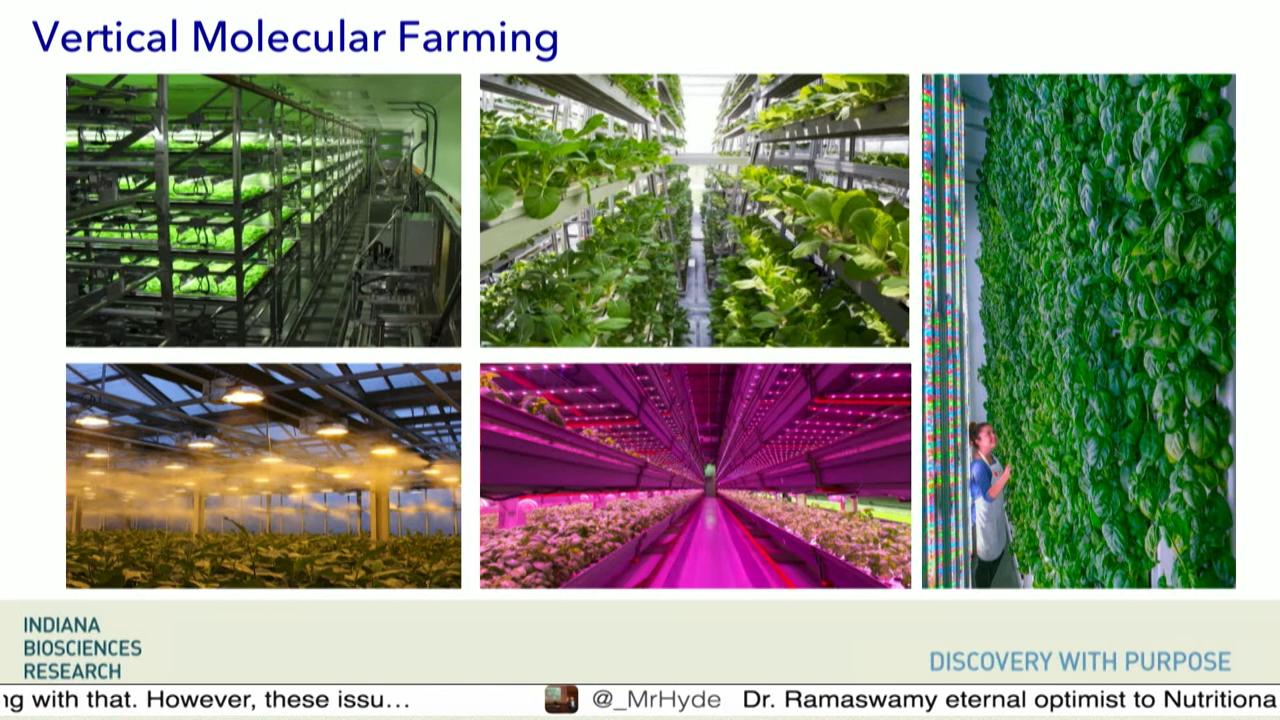 Vertical Molecular Farming
INDIANA
BIOSCIENCES
RESEARCH
DISCOVERY WITH PURPOSE
ng with that. However, these issu... @_MrHyde Dr. Ramaswamy eternal optimist to Nutritiona